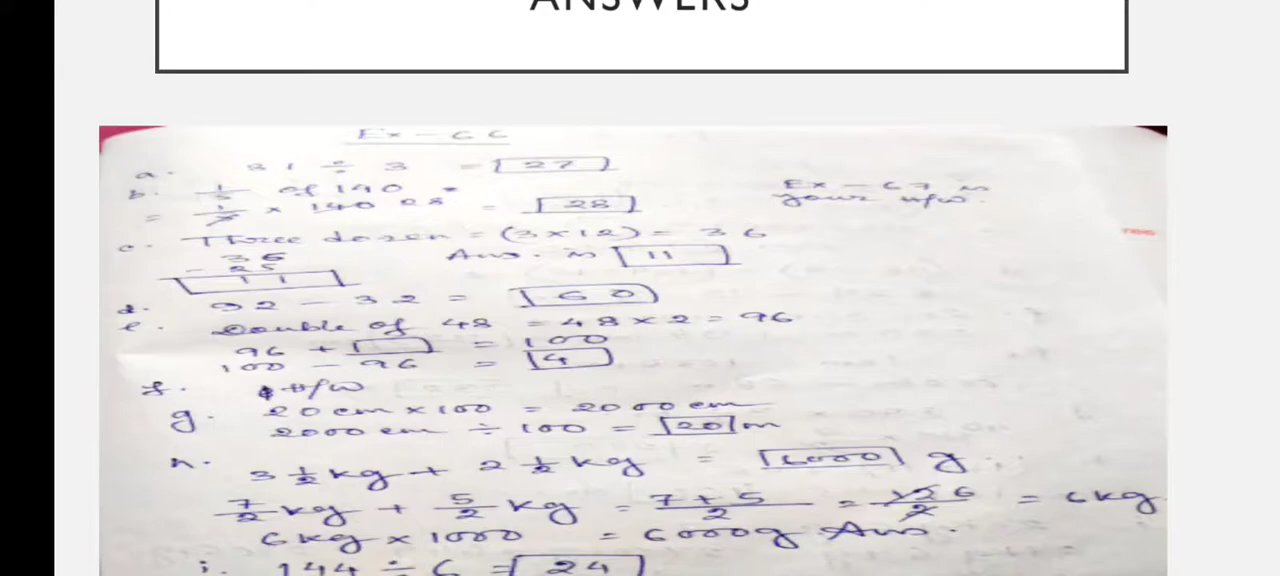 ANSWERS
Ex - 66
a. 81 ÷ 3 = 27
b. 1/5 of 140
= 1/5 × 140 28 = 28
Ex - 67 is
your H/W.
c. Three dozen = (3 × 12) = 36
36
- 25
11
Ans. is 11
d. 92 - 32 = 60
e. Double of 48 = 48 × 2 = 96
96 + = 100
100 - 96 = 4
f. H/W
g. 20 cm × 100 = 2000 cm
2000 cm ÷ 100 = 20 m
h. 3 1/2 kg + 2 1/2 kg = 6000 g
7/2 kg + 5/2 kg = 7 + 5/2 = 12 6/2 = 6 kg
6 kg × 1000 = 6000 g Ans.
i. 144 ÷ 6 = 24